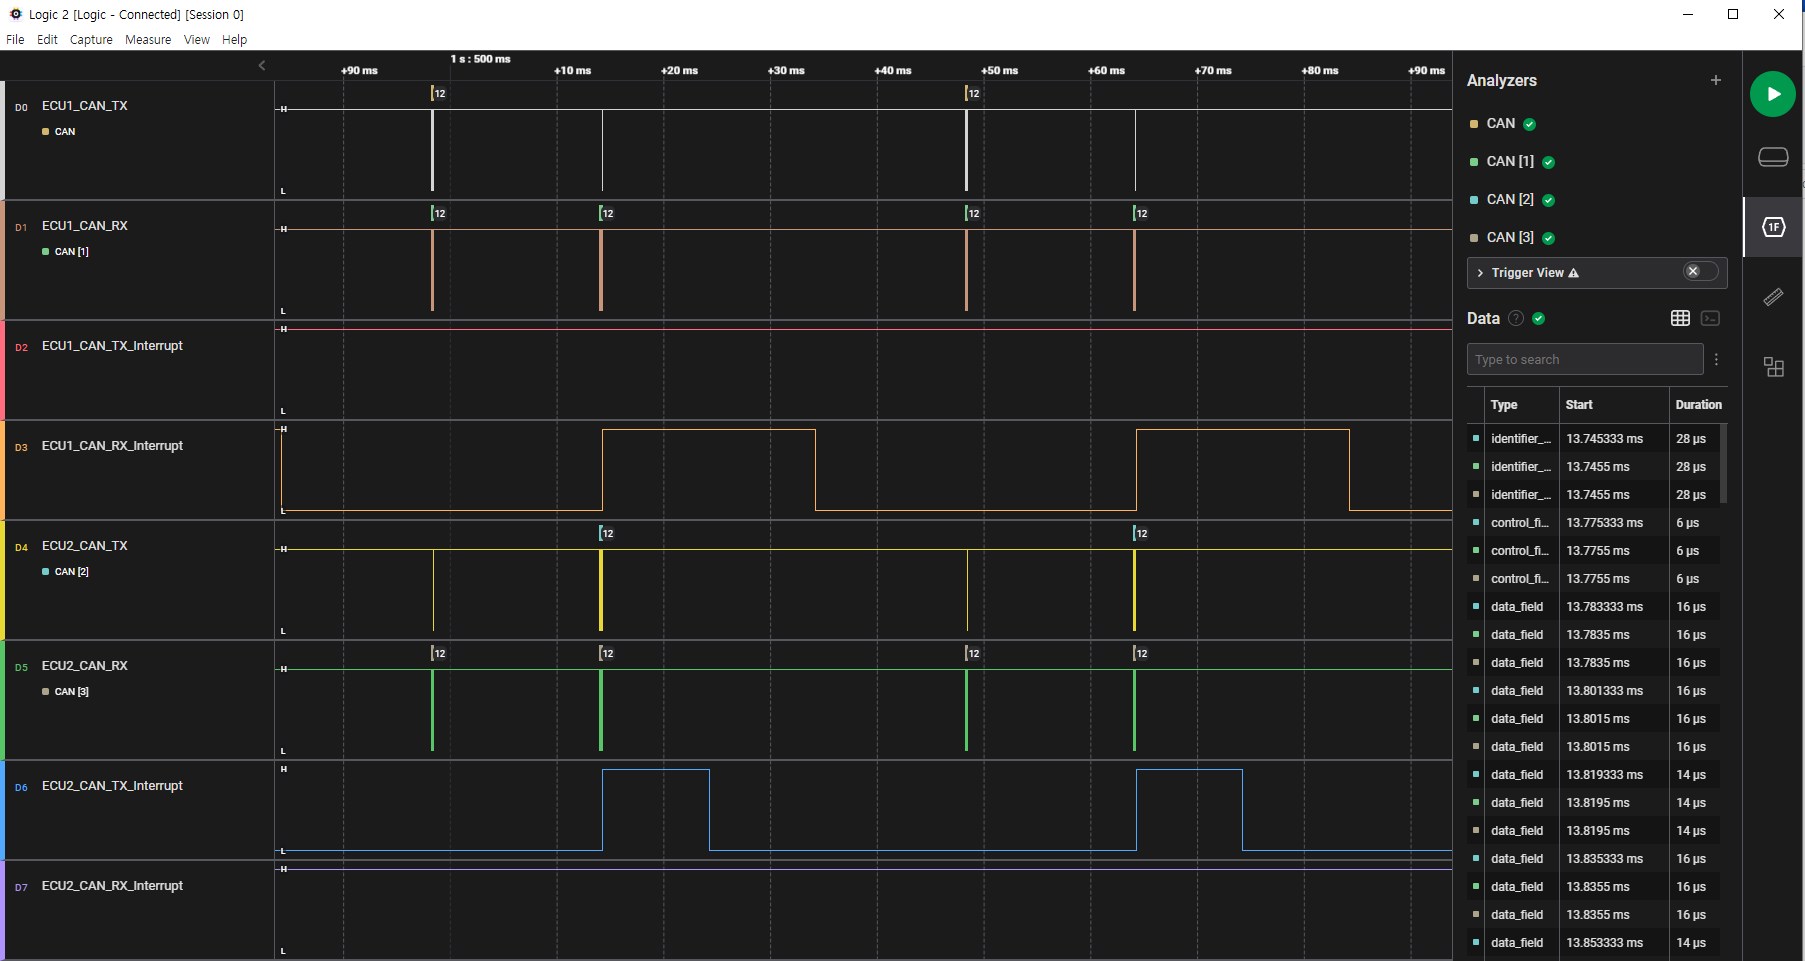 Logic 2 [Logic - Connected] [Session 0]
File Edit Capture Measure View Help
1 s : 500 ms
+90 ms +10 ms +20 ms +30 ms +40 ms +50 ms +60 ms +70 ms +80 ms +90 ms
D0 ECU1_CAN_TX
CAN
H
L
12 12
D1 ECU1_CAN_RX
CAN [1]
H
L
12 12 12 12
D2 ECU1_CAN_TX_Interrupt
H
L
D3 ECU1_CAN_RX_Interrupt
H
L
D4 ECU2_CAN_TX
CAN [2]
H
L
12 12
D5 ECU2_CAN_RX
CAN [3]
H
L
12 12 12 12
D6 ECU2_CAN_TX_Interrupt
H
L
D7 ECU2_CAN_RX_Interrupt
H
L
Analyzers
CAN
CAN [1]
CAN [2]
CAN [3]
Trigger View
Data
Type to search
Type Start Duration
identifier_... 13.745333 ms 28 µs
identifier_... 13.7455 ms 28 µs
identifier_... 13.7455 ms 28 µs
control_fi... 13.775333 ms 6 µs
control_fi... 13.7755 ms 6 µs
control_fi... 13.7755 ms 6 µs
data_field 13.783333 ms 16 µs
data_field 13.7835 ms 16 µs
data_field 13.7835 ms 16 µs
data_field 13.801333 ms 16 µs
data_field 13.8015 ms 16 µs
data_field 13.8015 ms 16 µs
data_field 13.819333 ms 14 µs
data_field 13.8195 ms 14 µs
data_field 13.8195 ms 14 µs
data_field 13.835333 ms 16 µs
data_field 13.8355 ms 16 µs
data_field 13.8355 ms 16 µs
data_field 13.853333 ms 14 µs
1F